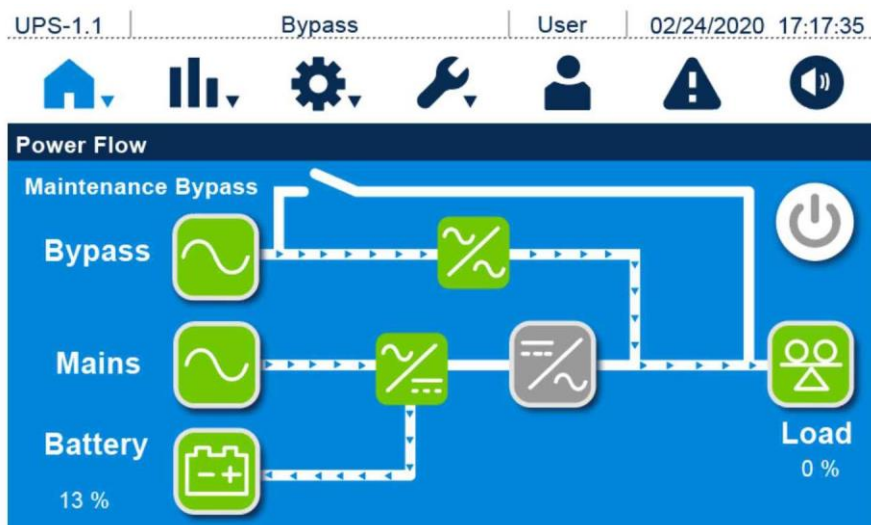 UPS-1.1 Bypass User 02/24/2020 17:17:35
Power Flow
Maintenance Bypass
Bypass
Mains
Battery
13 %
Load
0 %